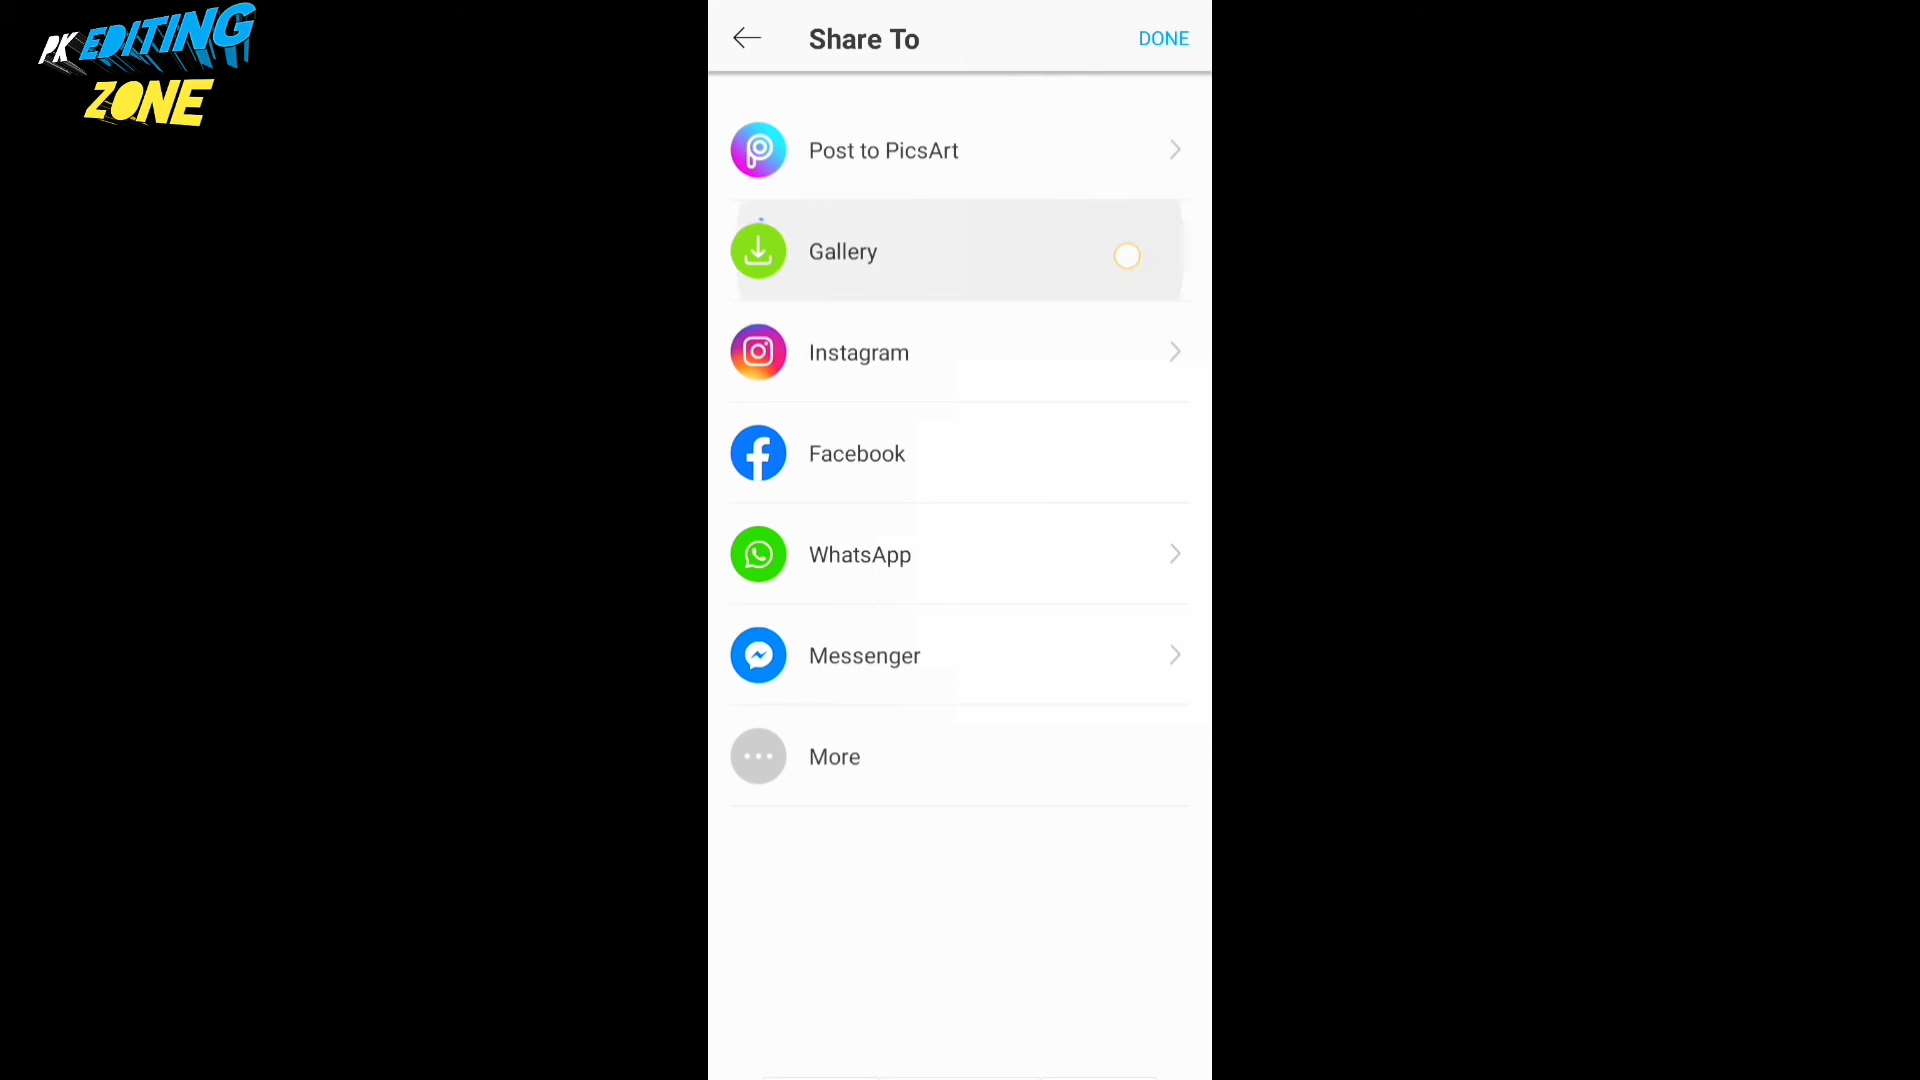 PK EDITING
ZONE
Share To
DONE
Post to PicsArt
Gallery
Instagram
Facebook
WhatsApp
Messenger
More